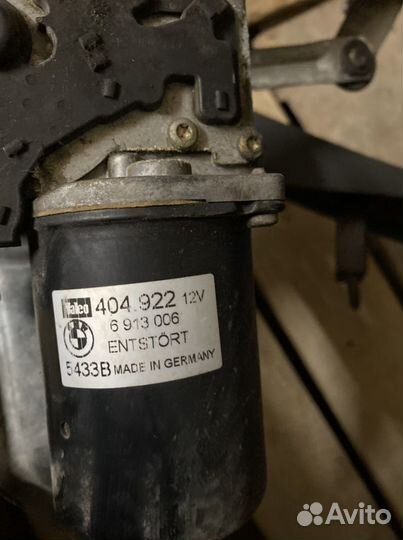 Valeo 404.922 12V
6 913 006
ENTSTÖRT
5433B MADE IN GERMANY
Avito